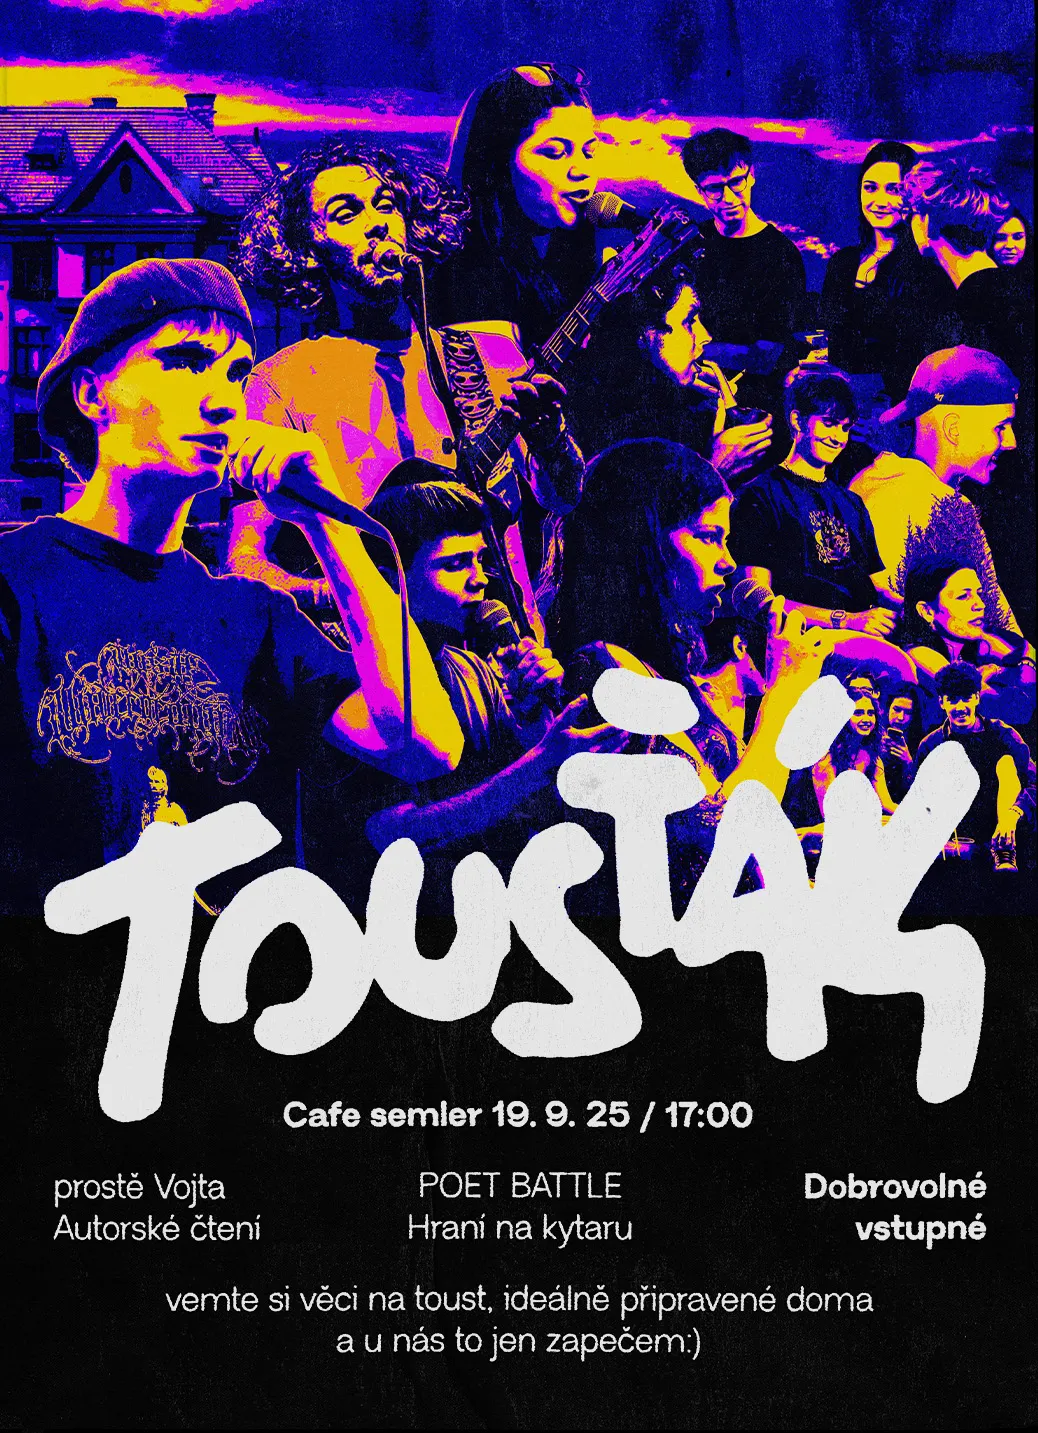 TOUSŤÁK
Cafe semler 19. 9. 25 / 17:00
prostě Vojta
Autorské čtení
POET BATTLE
Hraní na kytaru
Dobrovolné
vstupné
vemte si věci na toust, ideálně připravené doma
a u nás to jen zapečem:)